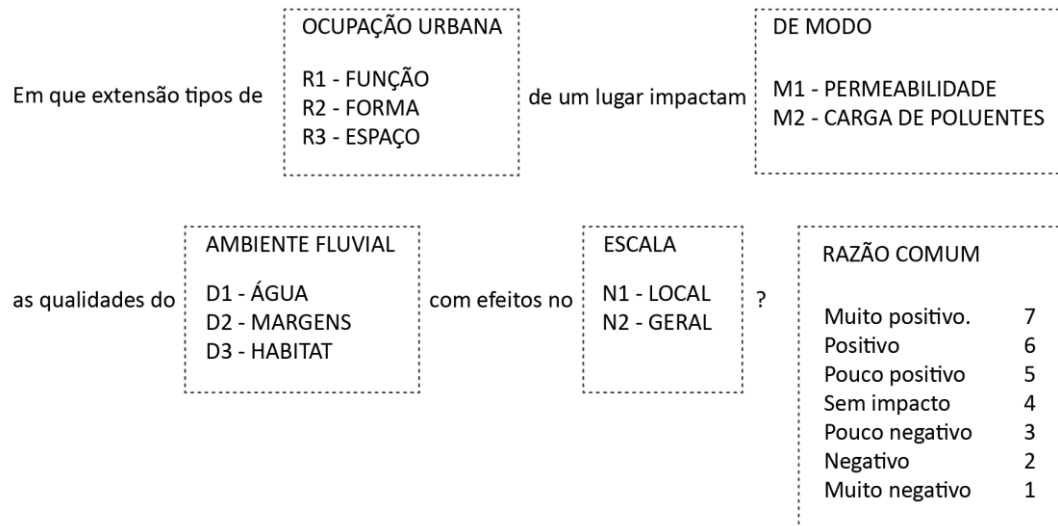 OCUPAÇÃO URBANA
R1 - FUNÇÃO
R2 - FORMA
R3 - ESPAÇO
Em que extensão tipos de
de um lugar impactam
DE MODO
M1 - PERMEABILIDADE
M2 - CARGA DE POLUENTES
as qualidades do
AMBIENTE FLUVIAL
D1 - ÁGUA
D2 - MARGENS
D3 - HABITAT
com efeitos no
ESCALA
N1 - LOCAL
N2 - GERAL
?
RAZÃO COMUM
Muito positivo. 7
Positivo 6
Pouco positivo 5
Sem impacto 4
Pouco negativo 3
Negativo 2
Muito negativo 1